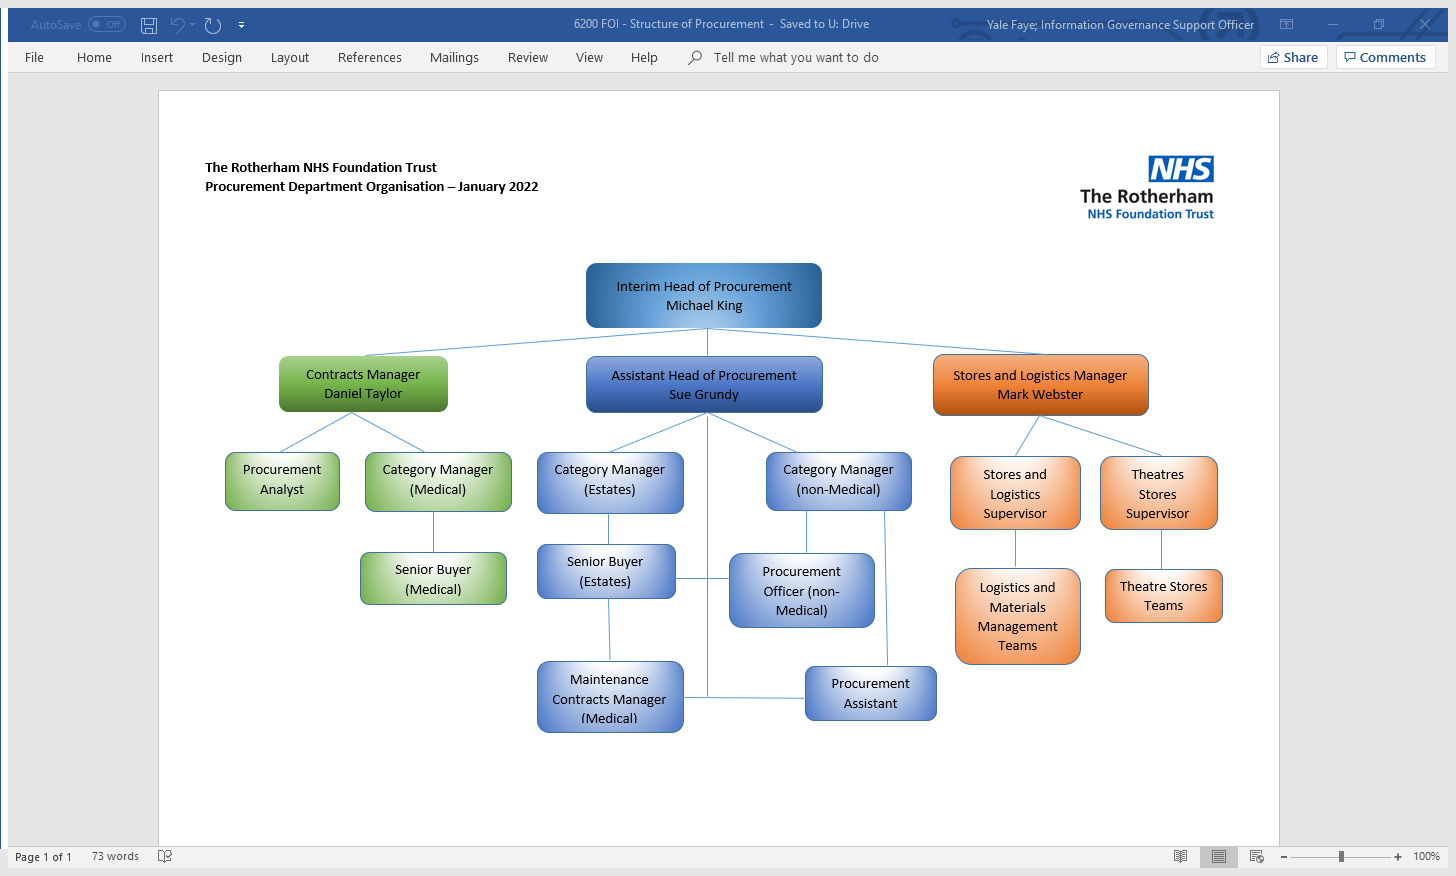 AutoSave Off
6200 FOI - Structure of Procurement - Saved to U: Drive
Yale Faye; Information Governance Support Officer
File Home Insert Design Layout References Mailings Review View Help Tell me what you want to do
Share Comments
The Rotherham NHS Foundation Trust
Procurement Department Organisation – January 2022
NHS
The Rotherham
NHS Foundation Trust
Interim Head of Procurement
Michael King
Contracts Manager
Daniel Taylor
Assistant Head of Procurement
Sue Grundy
Stores and Logistics Manager
Mark Webster
Procurement
Analyst
Category Manager
(Medical)
Category Manager
(Estates)
Category Manager
(non-Medical)
Stores and
Logistics
Supervisor
Theatres
Stores
Supervisor
Senior Buyer
(Medical)
Senior Buyer
(Estates)
Procurement
Officer (non-
Medical)
Logistics and
Materials
Management
Teams
Theatre Stores
Teams
Maintenance
Contracts Manager
(Medical)
Procurement
Assistant
Page 1 of 1 73 words
100%